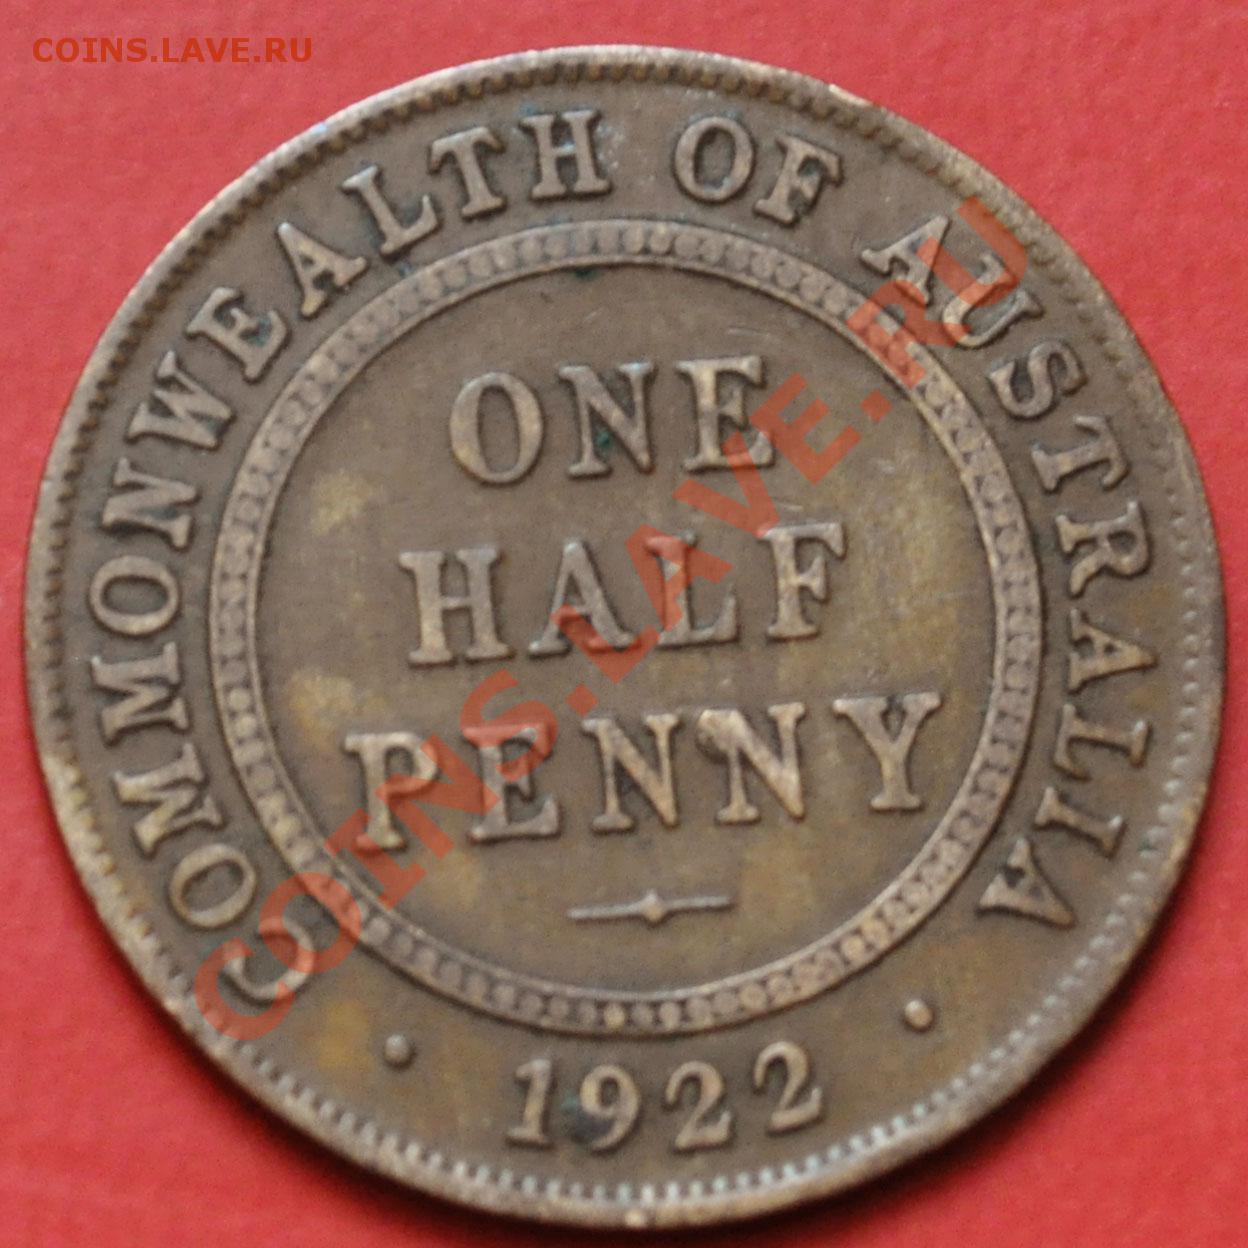 COINS.LAVE.RU
COMMONWEALTH OF AUSTRALIA
ONE
HALF
PENNY
· 1922 ·
COINS.LAVE.RU